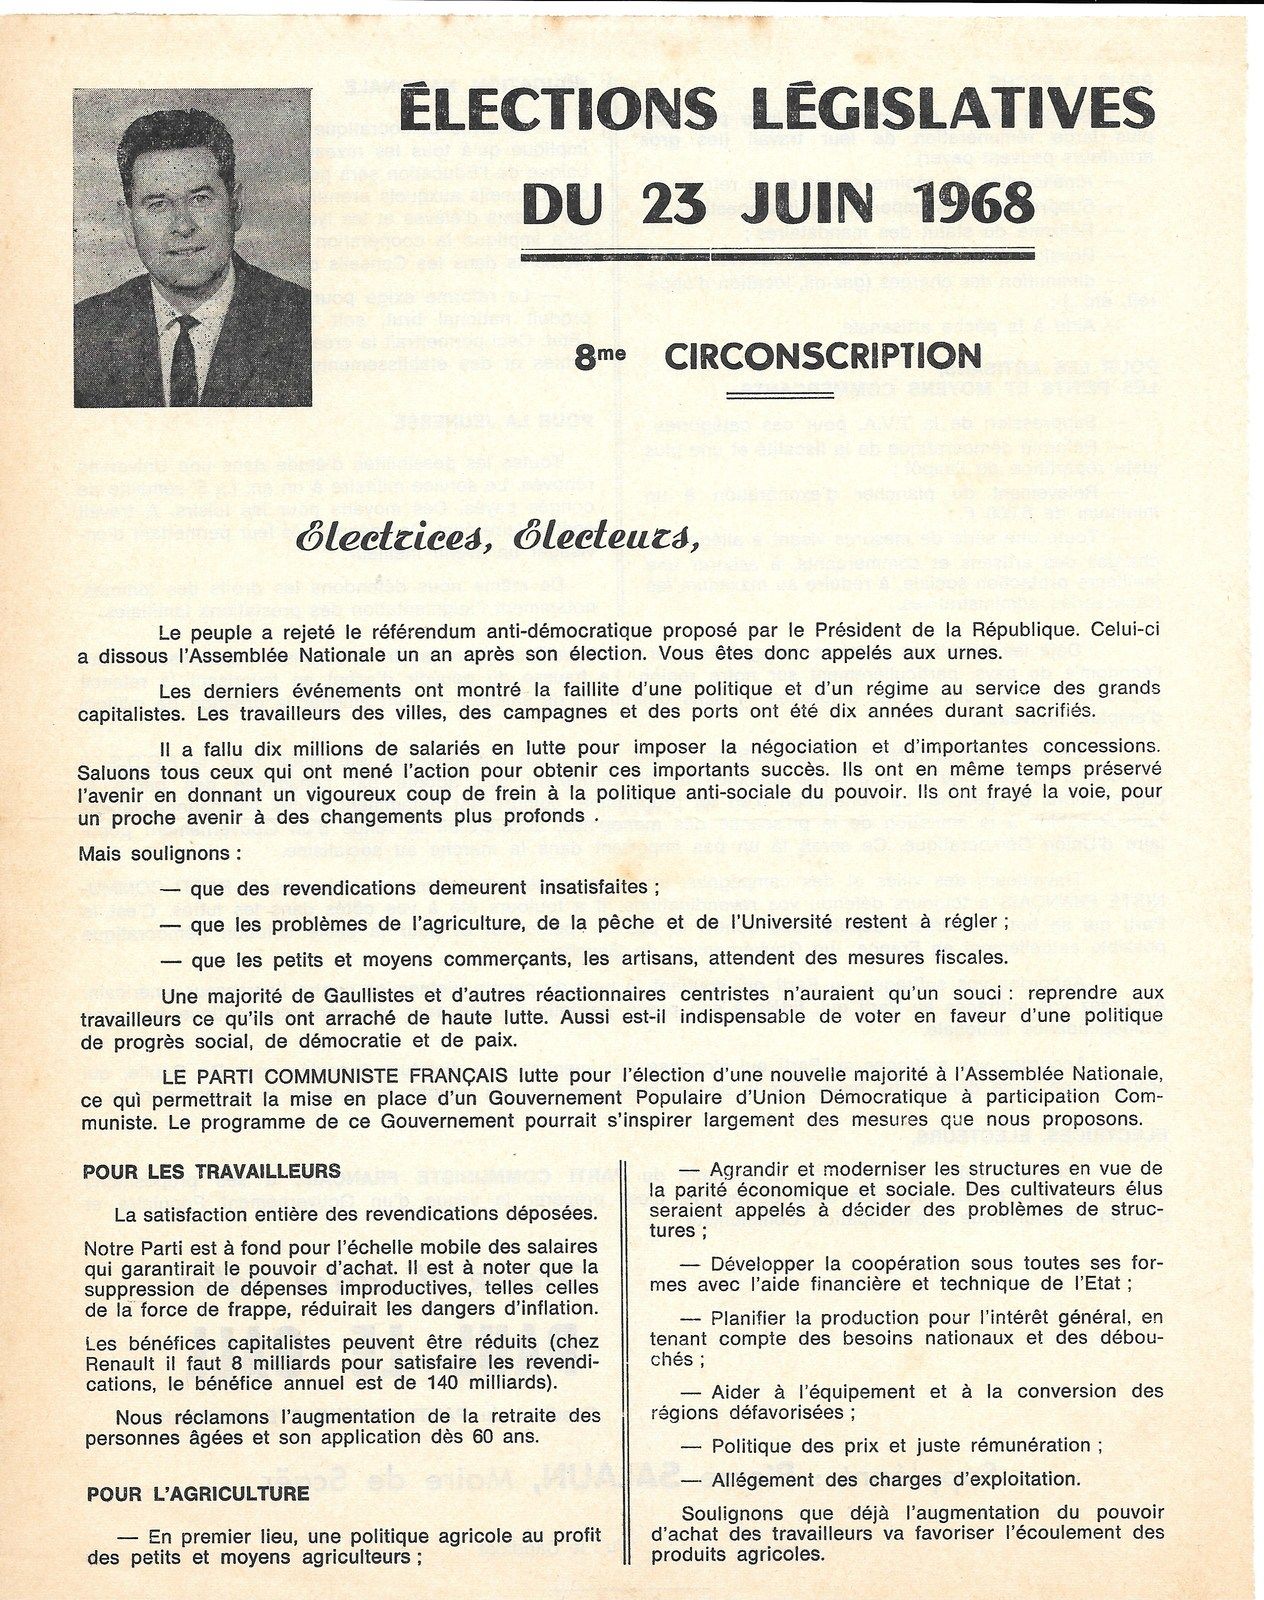 ÉLECTIONS LÉGISLATIVES
DU 23 JUIN 1968
8me CIRCONSCRIPTION
Electrices, Electeurs,
Le peuple a rejeté le référendum anti-démocratique proposé par le Président de la République. Celui-ci
a dissous l'Assemblée Nationale un an après son élection. Vous êtes donc appelés aux urnes.
Les derniers événements ont montré la faillite d'une politique et d'un régime au service des grands
capitalistes. Les travailleurs des villes, des campagnes et des ports ont été dix années durant sacrifiés.
Il a fallu dix millions de salariés en lutte pour imposer la négociation et d'importantes concessions.
Saluons tous ceux qui ont mené l'action pour obtenir ces importants succès. Ils ont en même temps préservé
l'avenir en donnant un vigoureux coup de frein à la politique anti-sociale du pouvoir. Ils ont frayé la voie, pour
un proche avenir à des changements plus profonds .
Mais soulignons :
— que des revendications demeurent insatisfaites ;
— que les problèmes de l'agriculture, de la pêche et de l'Université restent à régler ;
— que les petits et moyens commerçants, les artisans, attendent des mesures fiscales.
Une majorité de Gaullistes et d'autres réactionnaires centristes n'auraient qu'un souci : reprendre aux
travailleurs ce qu'ils ont arraché de haute lutte. Aussi est-il indispensable de voter en faveur d'une politique
de progrès social, de démocratie et de paix.
LE PARTI COMMUNISTE FRANÇAIS lutte pour l'élection d'une nouvelle majorité à l'Assemblée Nationale,
ce qui permettrait la mise en place d'un Gouvernement Populaire d'Union Démocratique à participation Com-
muniste. Le programme de ce Gouvernement pourrait s'inspirer largement des mesures que nous proposons.
POUR LES TRAVAILLEURS
La satisfaction entière des revendications déposées.
Notre Parti est à fond pour l'échelle mobile des salaires
qui garantirait le pouvoir d'achat. Il est à noter que la
suppression de dépenses improductives, telles celles
de la force de frappe, réduirait les dangers d'inflation.
Les bénéfices capitalistes peuvent être réduits (chez
Renault il faut 8 milliards pour satisfaire les revendi-
cations, le bénéfice annuel est de 140 milliards).
Nous réclamons l'augmentation de la retraite des
personnes âgées et son application dès 60 ans.
POUR L'AGRICULTURE
— En premier lieu, une politique agricole au profit
des petits et moyens agriculteurs ;
— Agrandir et moderniser les structures en vue de
la parité économique et sociale. Des cultivateurs élus
seraient appelés à décider des problèmes de struc-
tures ;
— Développer la coopération sous toutes ses for-
mes avec l'aide financière et technique de l'Etat ;
— Planifier la production pour l'intérêt général, en
tenant compte des besoins nationaux et des débou-
chés ;
— Aider à l'équipement et à la conversion des
régions défavorisées ;
— Politique des prix et juste rémunération ;
— Allégement des charges d'exploitation.
Soulignons que déjà l'augmentation du pouvoir
d'achat des travailleurs va favoriser l'écoulement des
produits agricoles.